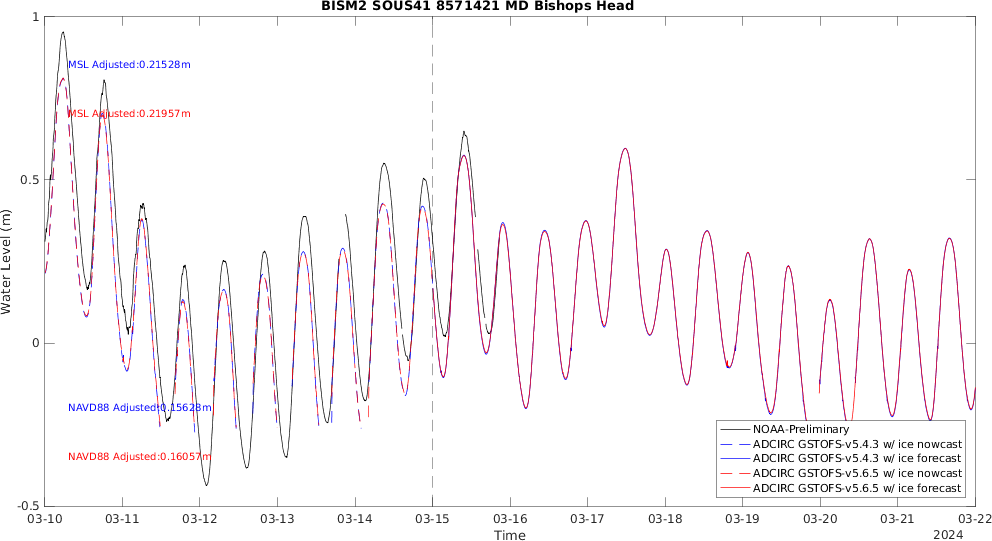 BISM2 SOUS41 8571421 MD Bishops Head
MSL Adjusted:0.21528m
MSL Adjusted:0.21957m
NAVD88 Adjusted:0.15628m
NAVD88 Adjusted:0.16057m
Water Level (m)
1
0.5
0
-0.5
NOAA-Preliminary
ADCIRC GSTOFS-v5.4.3 w/ ice nowcast
ADCIRC GSTOFS-v5.4.3 w/ ice forecast
ADCIRC GSTOFS-v5.6.5 w/ ice nowcast
ADCIRC GSTOFS-v5.6.5 w/ ice forecast
03-10 03-11 03-12 03-13 03-14 03-15 03-16 03-17 03-18 03-19 03-20 03-21 03-22
Time
2024